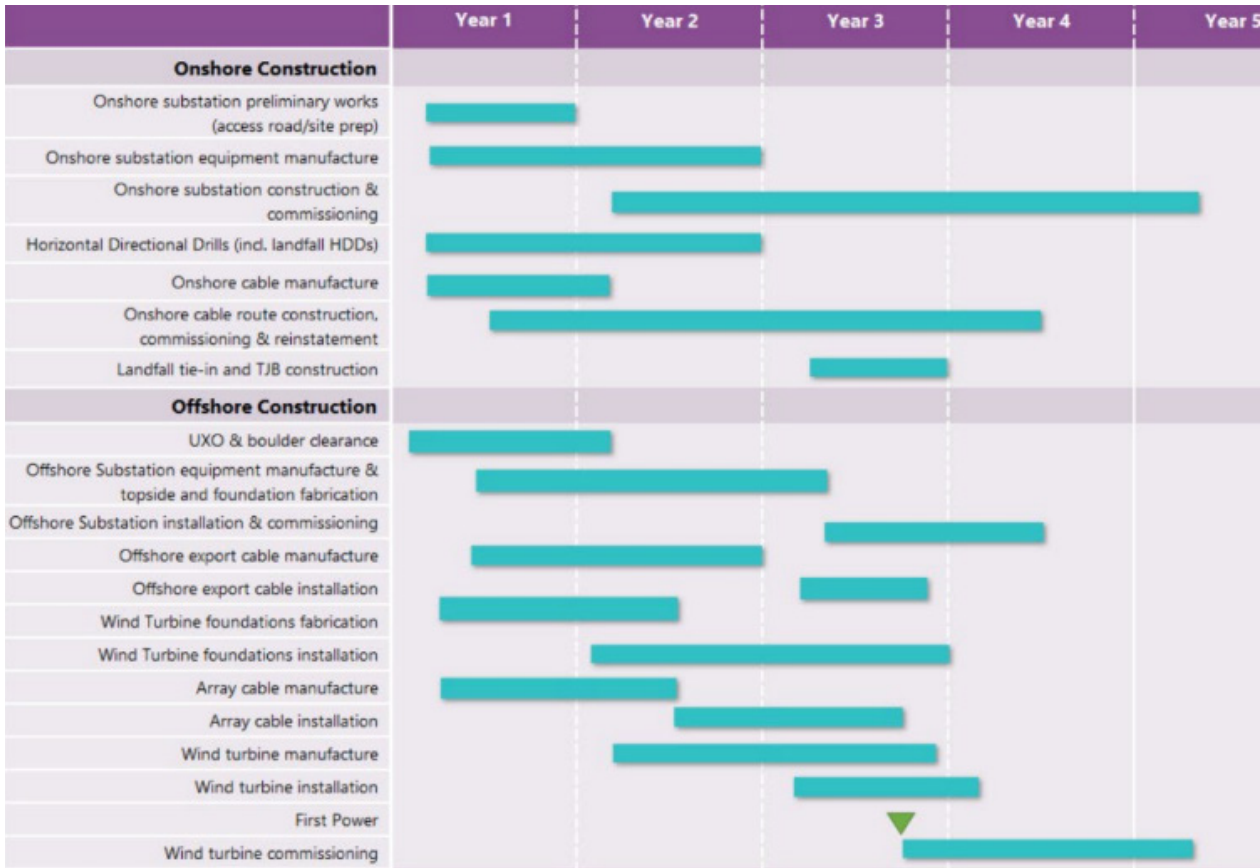 Year 1 Year 2 Year 3 Year 4 Year 5
Onshore Construction
Onshore substation preliminary works
(access road/site prep)
Onshore substation equipment manufacture
Onshore substation construction &
commissioning
Horizontal Directional Drills (incl. landfall HDDs)
Onshore cable manufacture
Onshore cable route construction,
commissioning & reinstatement
Landfall tie-in and TJB construction
Offshore Construction
UXO & boulder clearance
Offshore Substation equipment manufacture &
topside and foundation fabrication
Offshore Substation installation & commissioning
Offshore export cable manufacture
Offshore export cable installation
Wind Turbine foundations fabrication
Wind Turbine foundations installation
Array cable manufacture
Array cable installation
Wind turbine manufacture
Wind turbine installation
First Power
Wind turbine commissioning